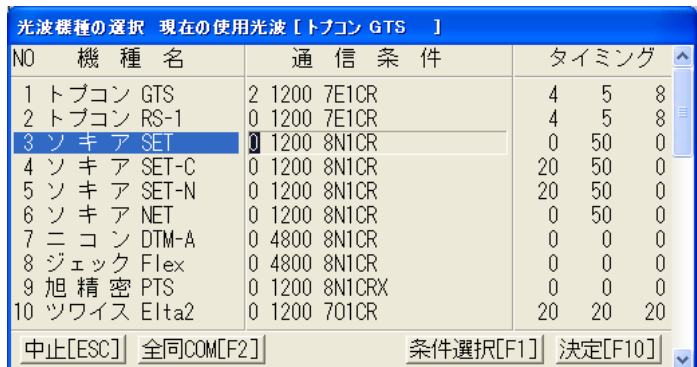 光波機種の選択 現在の使用光波 [ トプコン GTS ]
NO 機 種 名 通 信 条 件 タイミング
1 トプコン GTS 2 1200 7E1CR 4 5 8
2 トプコン RS-1 0 1200 7E1CR 4 5 8
3 ソ キ ア SET 0 1200 8N1CR 0 50 0
4 ソ キ ア SET-C 0 1200 8N1CR 20 50 0
5 ソ キ ア SET-N 0 1200 8N1CR 20 50 0
6 ソ キ ア NET 0 1200 8N1CR 0 50 0
7 ニ コ ン DTM-A 0 4800 8N1CR 0 0 0
8 ジェック Flex 0 4800 8N1CR 0 0 0
9 旭 精 密 PTS 0 1200 8N1CRX 0 0 0
10 ツワイス Elta2 0 1200 7O1CR 20 20 20
中止[ESC] 全同COM[F2] 条件選択[F1] 決定[F10]